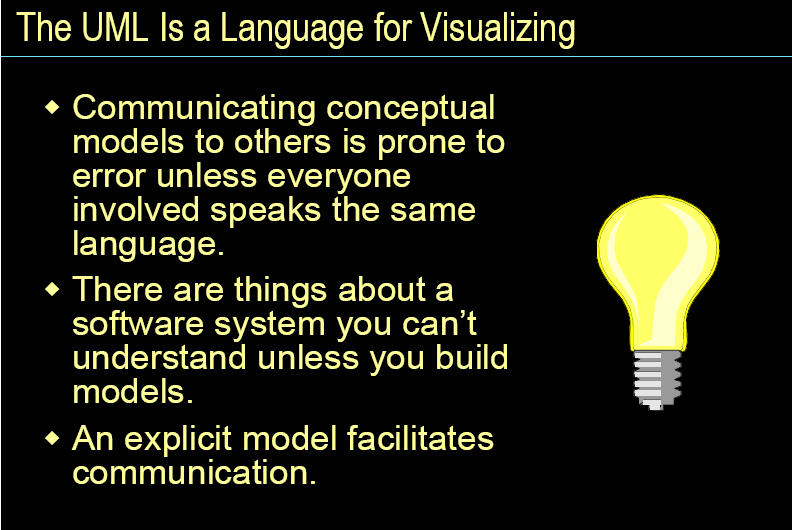 The UML Is a Language for Visualizing
◆ Communicating conceptual
models to others is prone to
error unless everyone
involved speaks the same
language.
◆ There are things about a
software system you can’t
understand unless you build
models.
◆ An explicit model facilitates
communication.